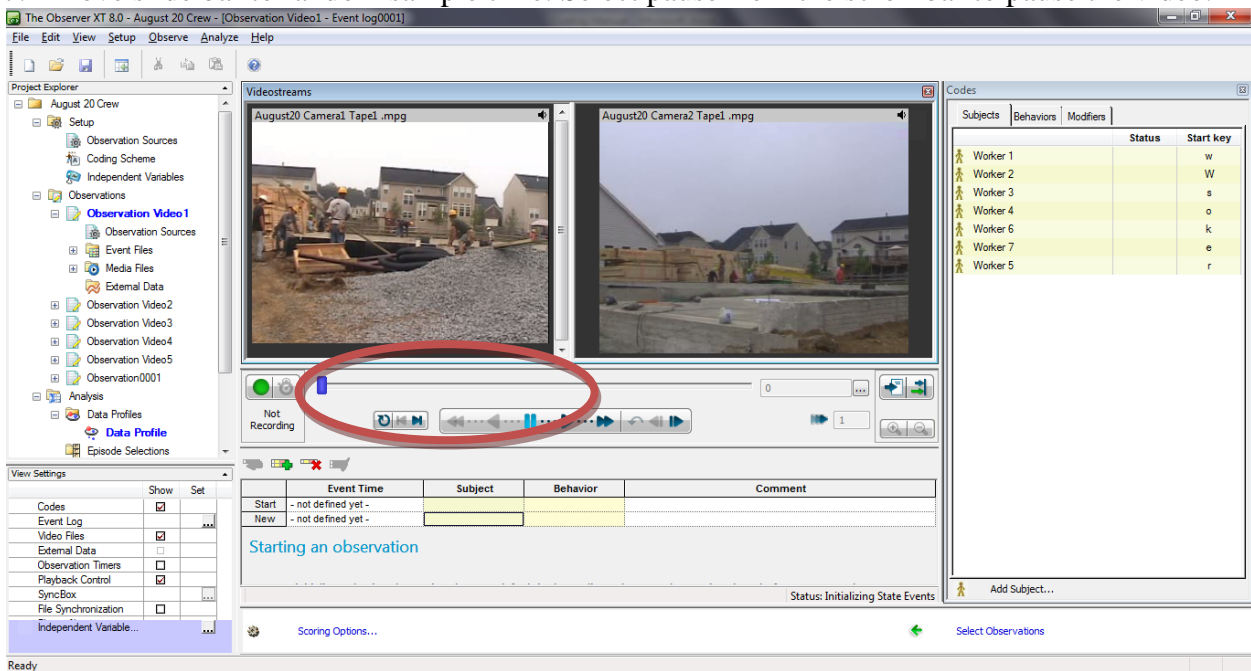 The Observer XT 8.0 - August 20 Crew - [Observation Video1 - Event log0001]
File Edit View Setup Observe Analyze Help
Project Explorer
August 20 Crew
Setup
Observation Sources
Coding Scheme
Independent Variables
Observations
Observation Video1
Observation Sources
Event Files
Media Files
External Data
Observation Video2
Observation Video3
Observation Video4
Observation Video5
Observation0001
Analysis
Data Profiles
Data Profile
Episode Selections
View Settings
Show Set
Codes
Event Log
Video Files
External Data
Observation Timers
Playback Control
SyncBox
File Synchronization
Independent Variable...
Videostreams
August20 Camera1 Tape1 .mpg
August20 Camera2 Tape1 .mpg
0
Not
Recording
1
Event Time Subject Behavior Comment
Start - not defined yet -
New - not defined yet -
Starting an observation
Status: Initializing State Events
Scoring Options...
Select Observations
Codes
Subjects Behaviors Modifiers
Status Start key
Worker 1 w
Worker 2 W
Worker 3 s
Worker 4 o
Worker 6 k
Worker 7 e
Worker 5 r
Add Subject...
Ready